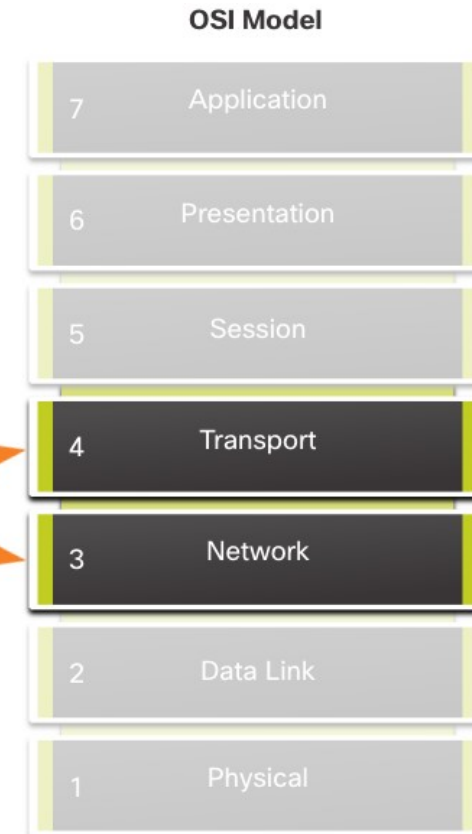 OSI Model
7 Application
6 Presentation
5 Session
4 Transport
3 Network
2 Data Link
1 Physical